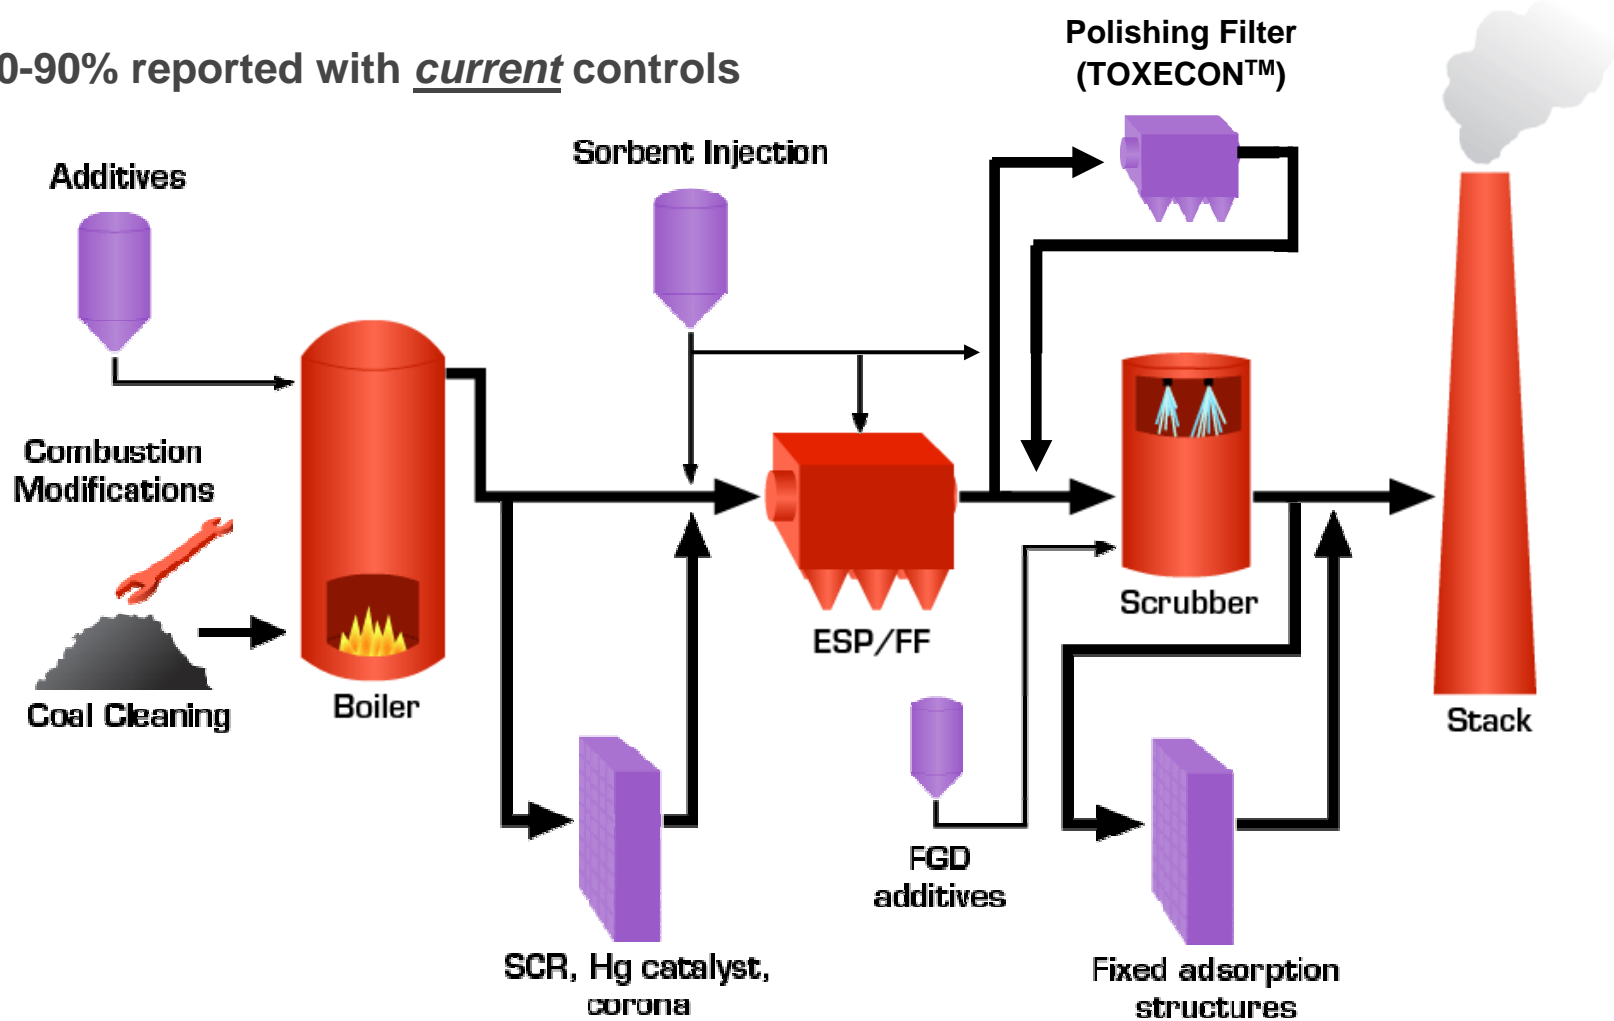 0-90% reported with current controls
Polishing Filter
(TOXECON™)
Additives
Sorbent Injection
Combustion
Modifications
Coal Cleaning
Boiler
ESP/FF
Scrubber
Stack
FGD
additives
SCR, Hg catalyst,
corona
Fixed adsorption
structures